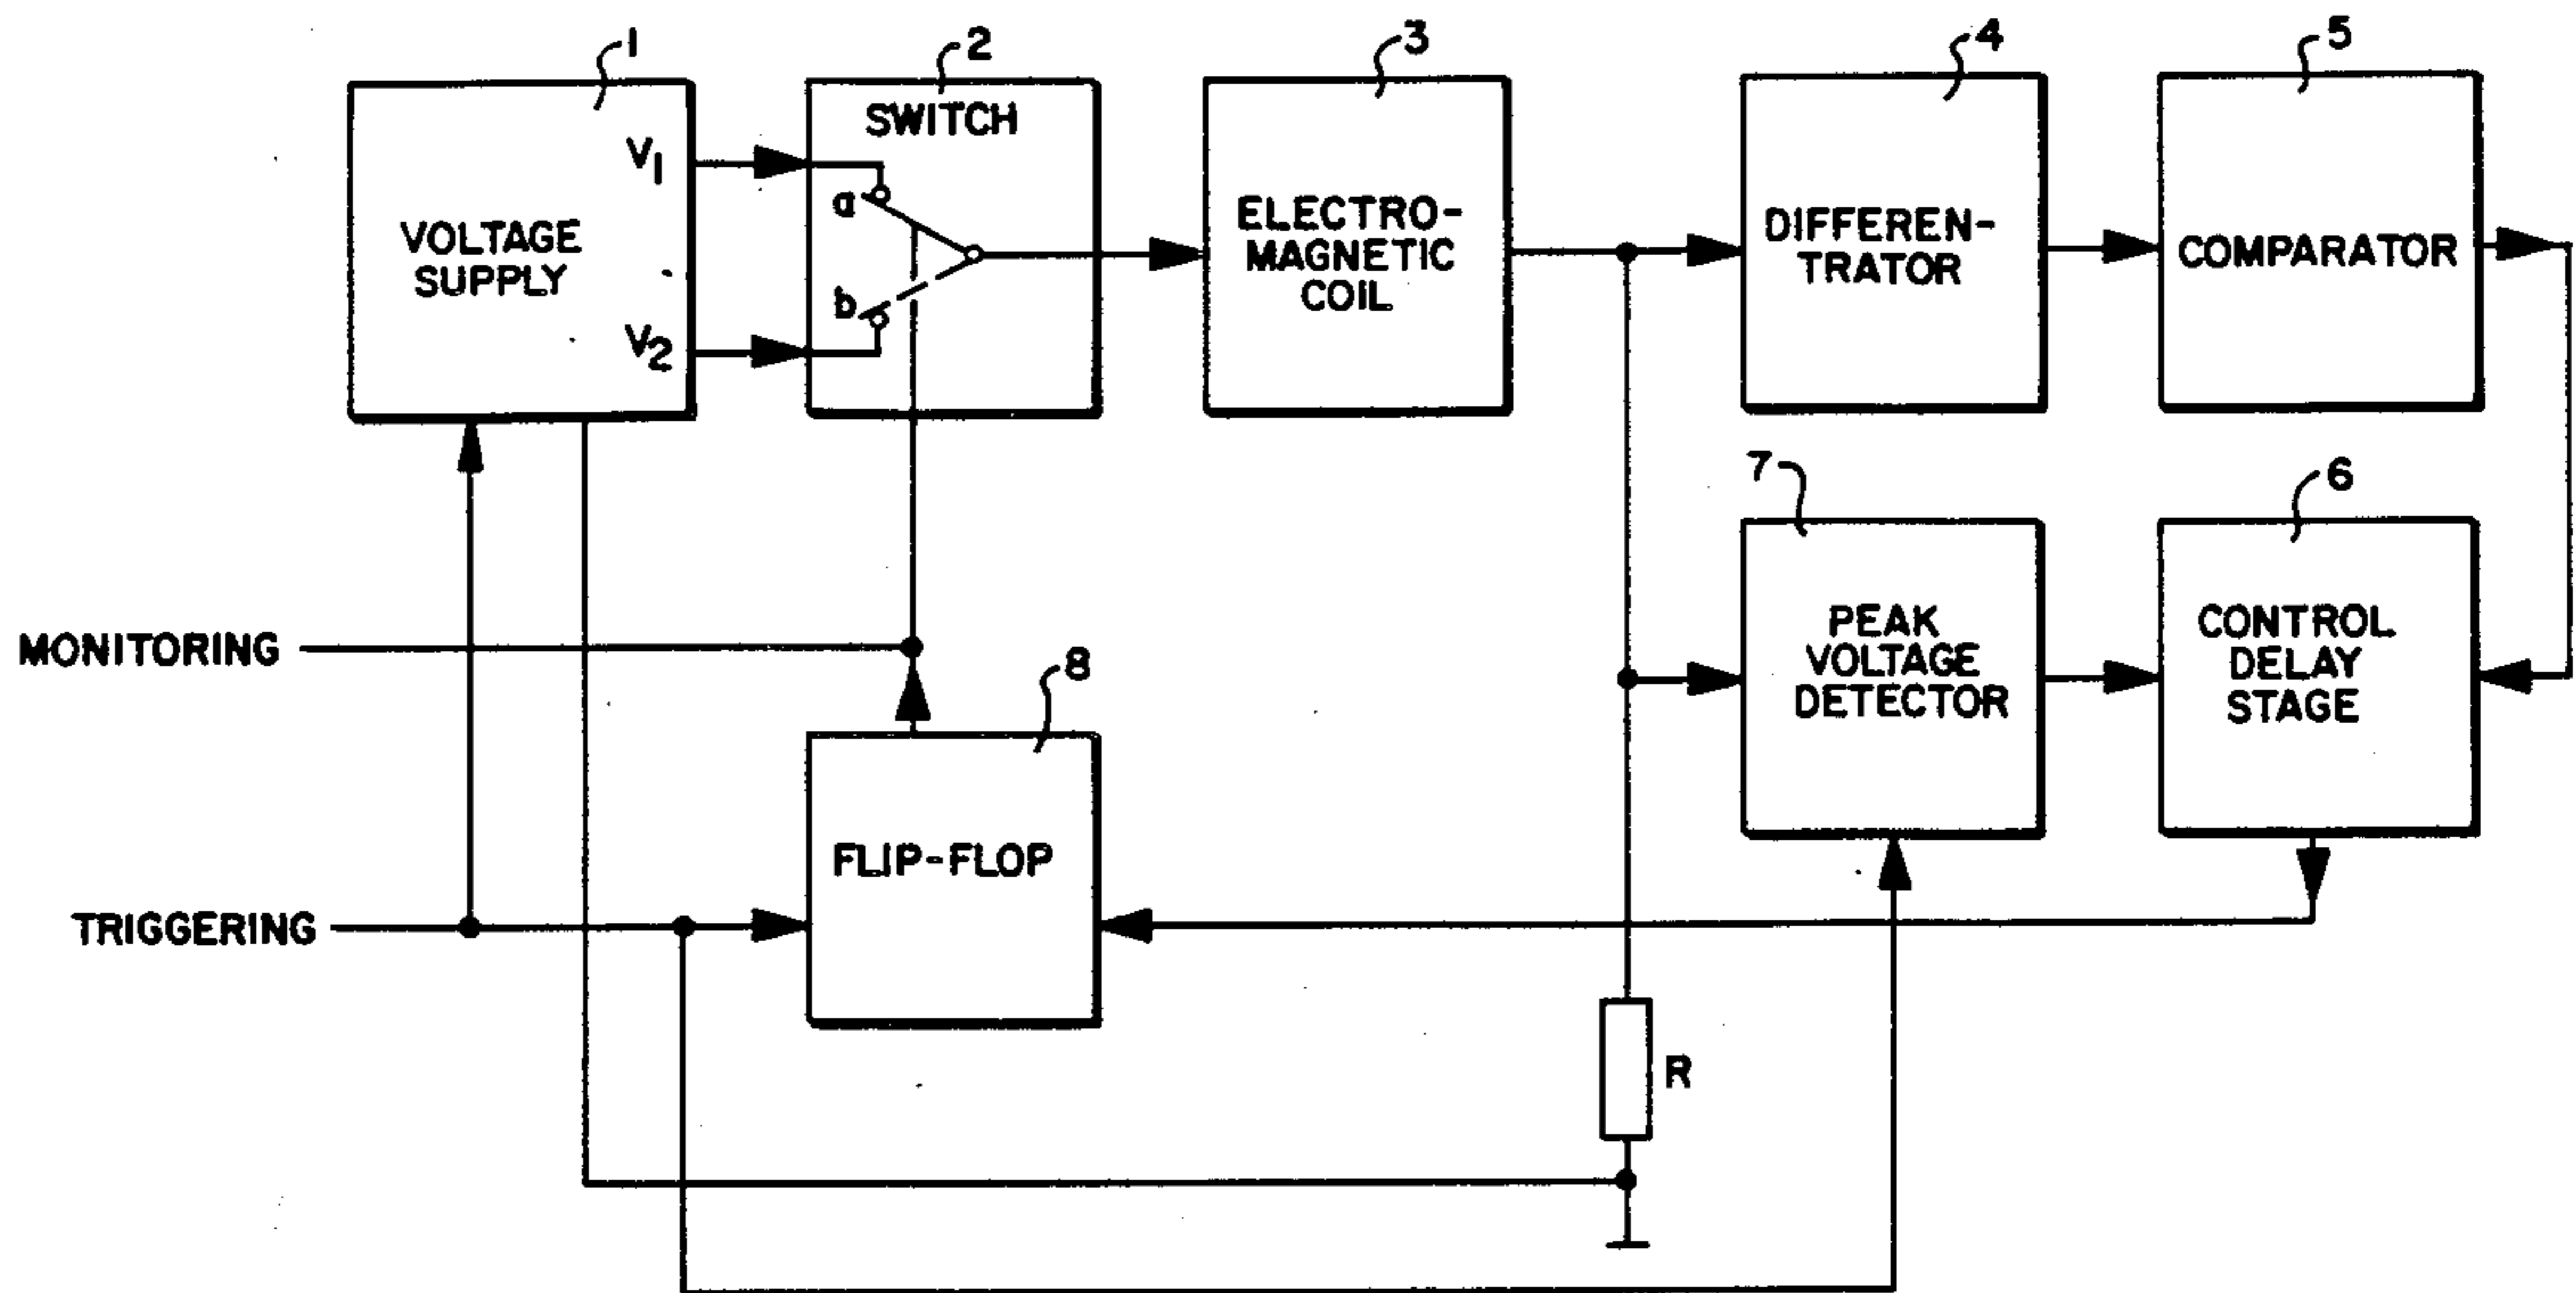 1
2
3
4
5
SWITCH
V1
a
VOLTAGE
SUPPLY
b
V2
ELECTRO-
MAGNETIC
COIL
DIFFEREN-
TRATOR
COMPARATOR
7
6
MONITORING
8
PEAK
VOLTAGE
DETECTOR
CONTROL
DELAY
STAGE
FLIP-FLOP
TRIGGERING
R